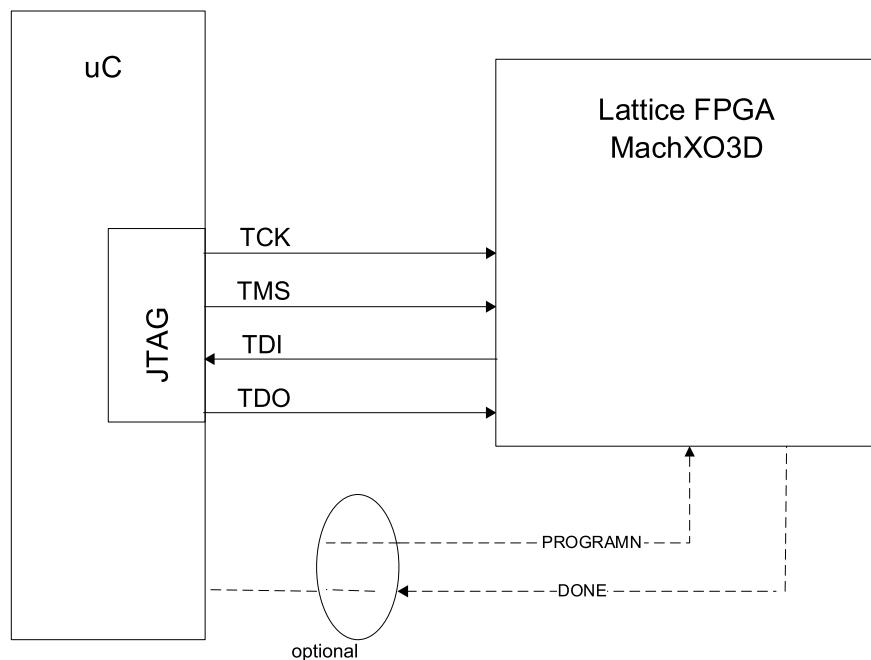 uC
Lattice FPGA
MachXO3D
TCK
TMS
JTAG
TDI
TDO
PROGRAMN
DONE
optional